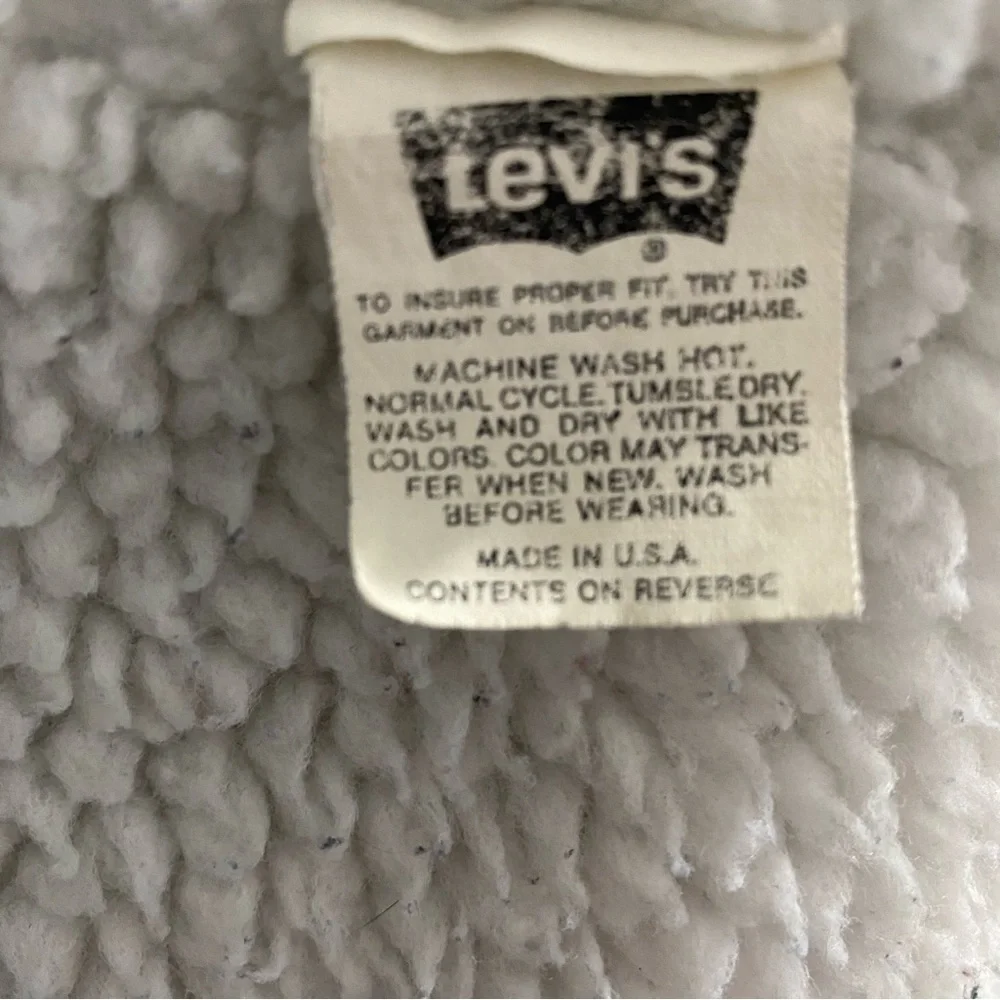 Levi's
®
TO INSURE PROPER FIT, TRY THIS
GARMENT ON BEFORE PURCHASE.
MACHINE WASH HOT.
NORMAL CYCLE. TUMBLE DRY.
WASH AND DRY WITH LIKE
COLORS. COLOR MAY TRANS-
FER WHEN NEW. WASH
BEFORE WEARING.
MADE IN U.S.A.
CONTENTS ON REVERSE